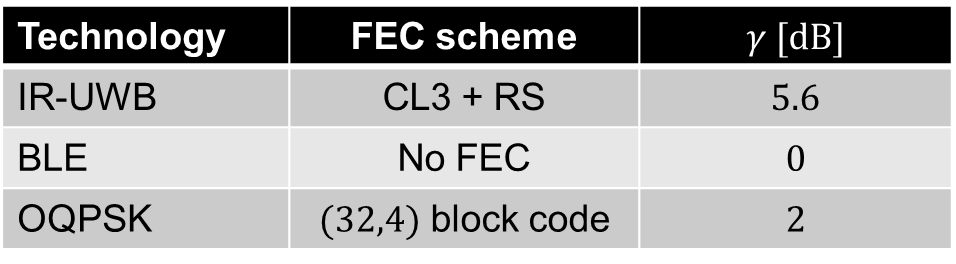 Technology FEC scheme γ [dB]
IR-UWB CL3 + RS 5.6
BLE No FEC 0
OQPSK (32,4) block code 2